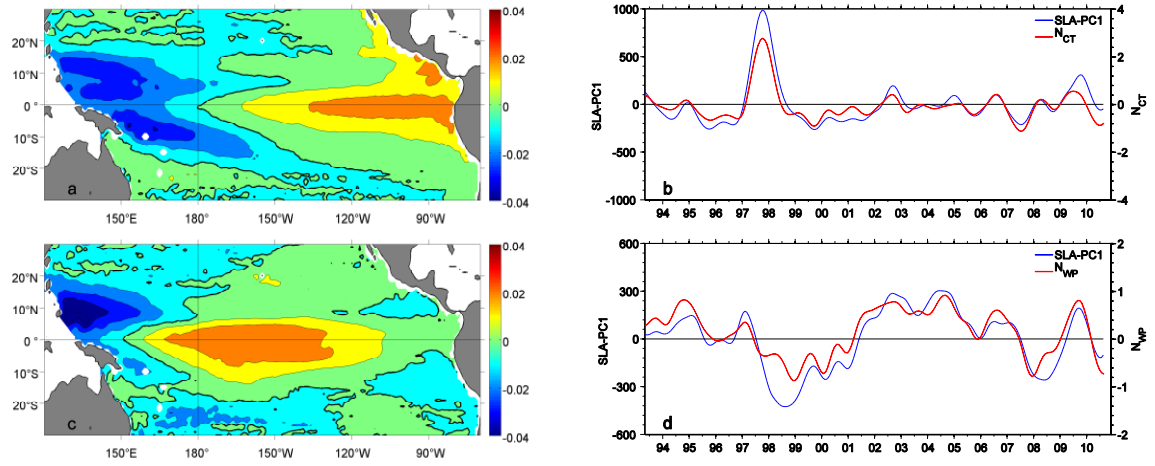 20°N
10°N
0°
10°S
20°S
a
150°E 180° 150°W 120°W 90°W
0.04
0.02
0
-0.02
-0.04
1000
500
0
-500
-1000
SLA-PC1
SLA-PC1
N_CT
b
94 95 96 97 98 99 00 01 02 03 04 05 06 07 08 09 10
4
2
0
-2
-4
N_CT
20°N
10°N
0°
10°S
20°S
c
150°E 180° 150°W 120°W 90°W
0.04
0.02
0
-0.02
-0.04
600
300
0
-300
-600
SLA-PC1
SLA-PC1
N_WP
d
94 95 96 97 98 99 00 01 02 03 04 05 06 07 08 09 10
2
1
0
-1
-2
N_WP